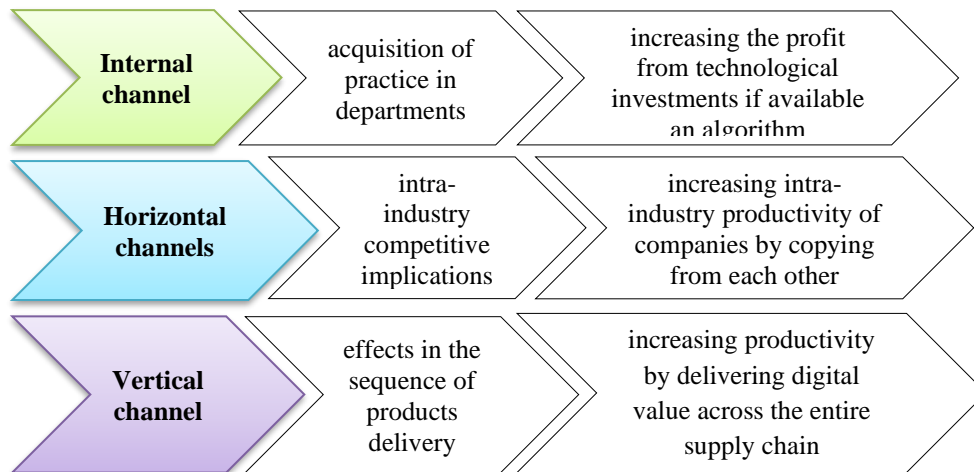 Internal
channel
acquisition of
practice in
departments
increasing the profit
from technological
investments if available
an algorithm
Horizontal
channels
intra-
industry
competitive
implications
increasing intra-
industry productivity of
companies by copying
from each other
Vertical
channel
effects in the
sequence of
products
delivery
increasing productivity
by delivering digital
value across the entire
supply chain